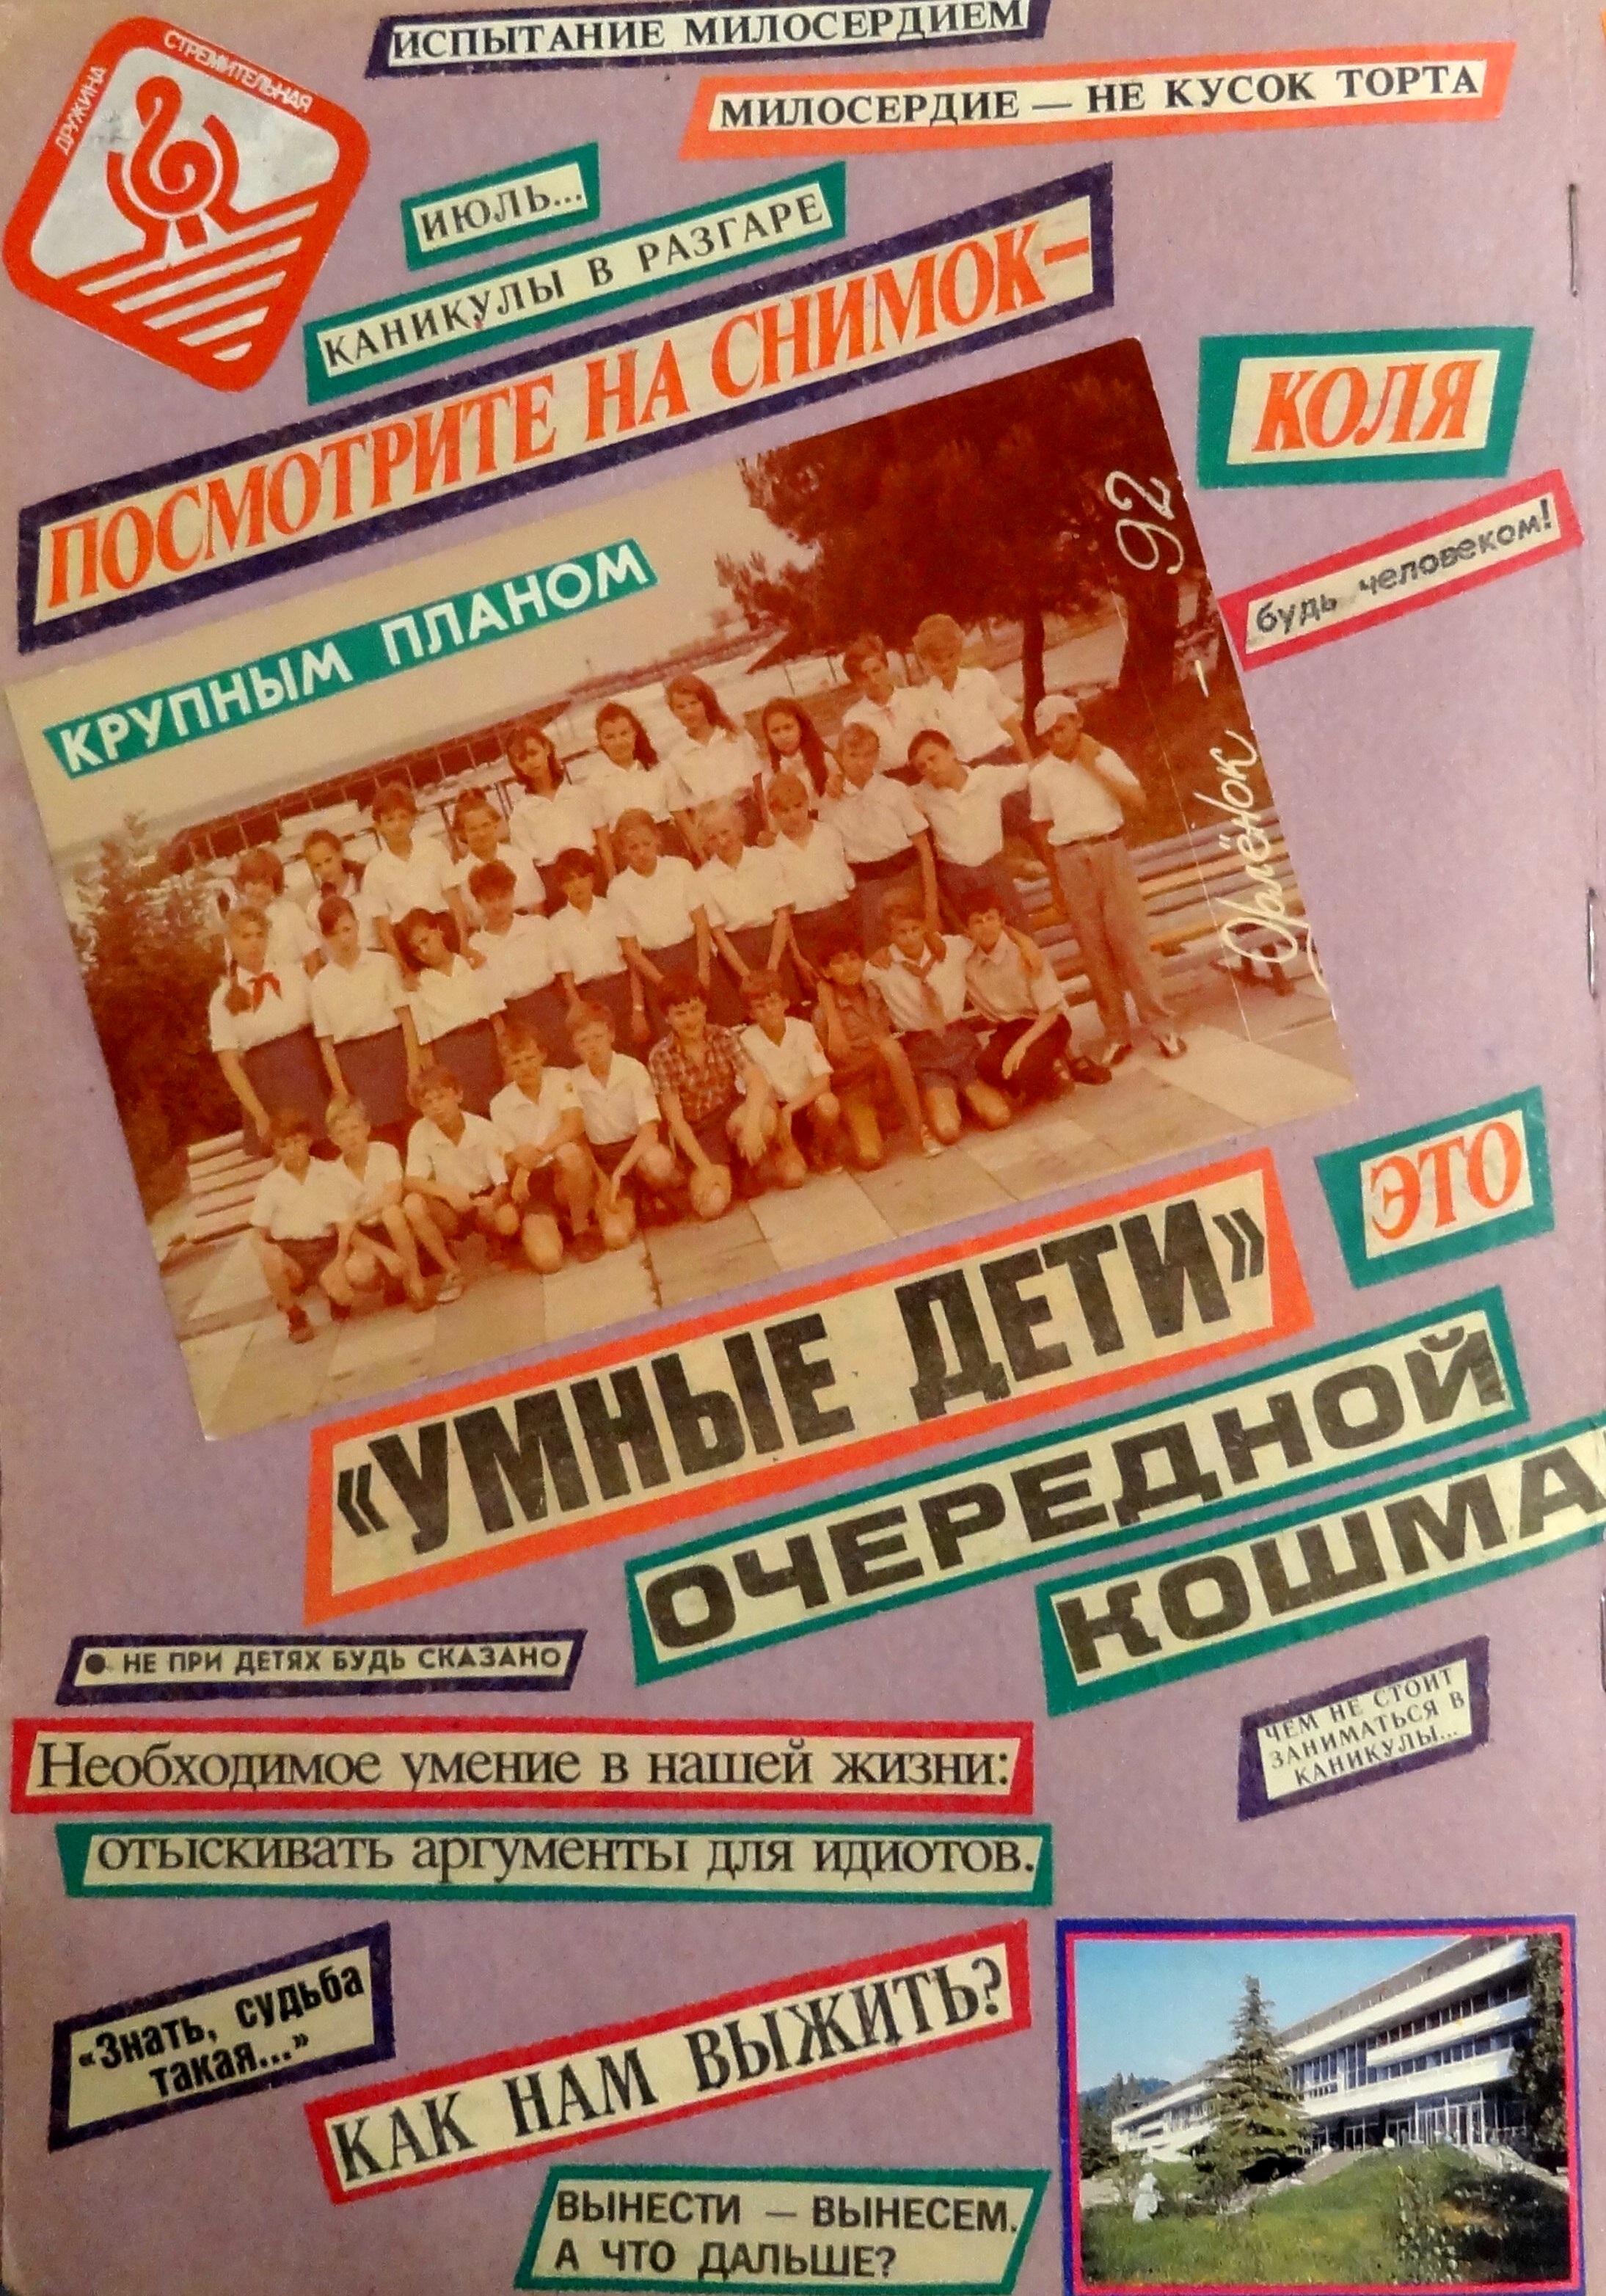 ИСПЫТАНИЕ МИЛОСЕРДИЕМ
МИЛОСЕРДИЕ — НЕ КУСОК ТОРТА
ДРУЖИНА
СТРЕМИТЕЛЬНАЯ
ИЮЛЬ...
КАНИКУЛЫ В РАЗГАРЕ
ПОСМОТРИТЕ НА СНИМОК—
КОЛЯ
будь человеком!
КРУПНЫМ ПЛАНОМ
Орлёнок – 92
ЭТО
«УМНЫЕ ДЕТИ»
ОЧЕРЕДНОЙ
КОШМА
● НЕ ПРИ ДЕТЯХ БУДЬ СКАЗАНО
ЧЕМ НЕ СТОИТ
ЗАНИМАТЬСЯ В
КАНИКУЛЫ...
Необходимое умение в нашей жизни:
отыскивать аргументы для идиотов.
«Знать, судьба
такая...»
КАК НАМ ВЫЖИТЬ?
ВЫНЕСТИ — ВЫНЕСЕМ.
А ЧТО ДАЛЬШЕ?